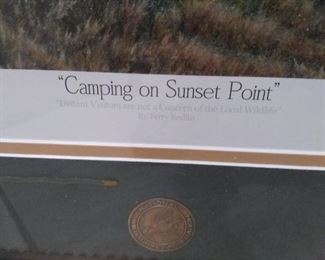 "Camping on Sunset Point"
"Distant Visitors are not a Concern of the Local Wildlife"
By Terry Redlin